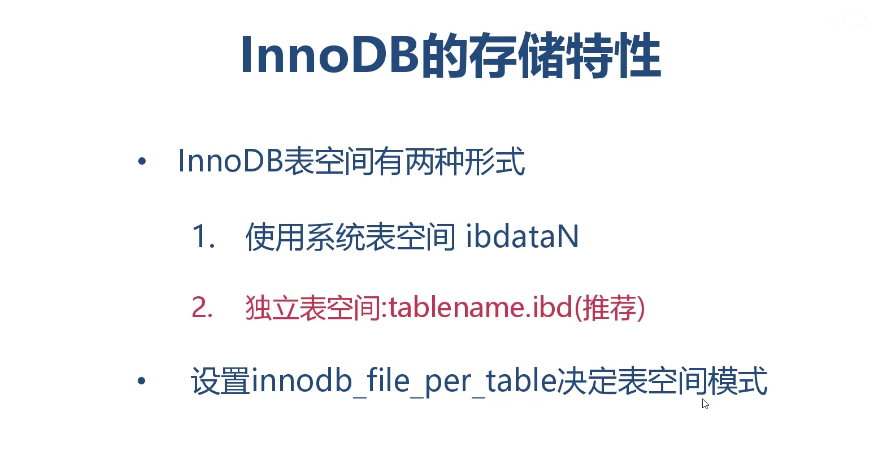 InnoDB的存储特性
• InnoDB表空间有两种形式
1. 使用系统表空间 ibdataN
2. 独立表空间:tablename.ibd(推荐)
• 设置innodb_file_per_table决定表空间模式